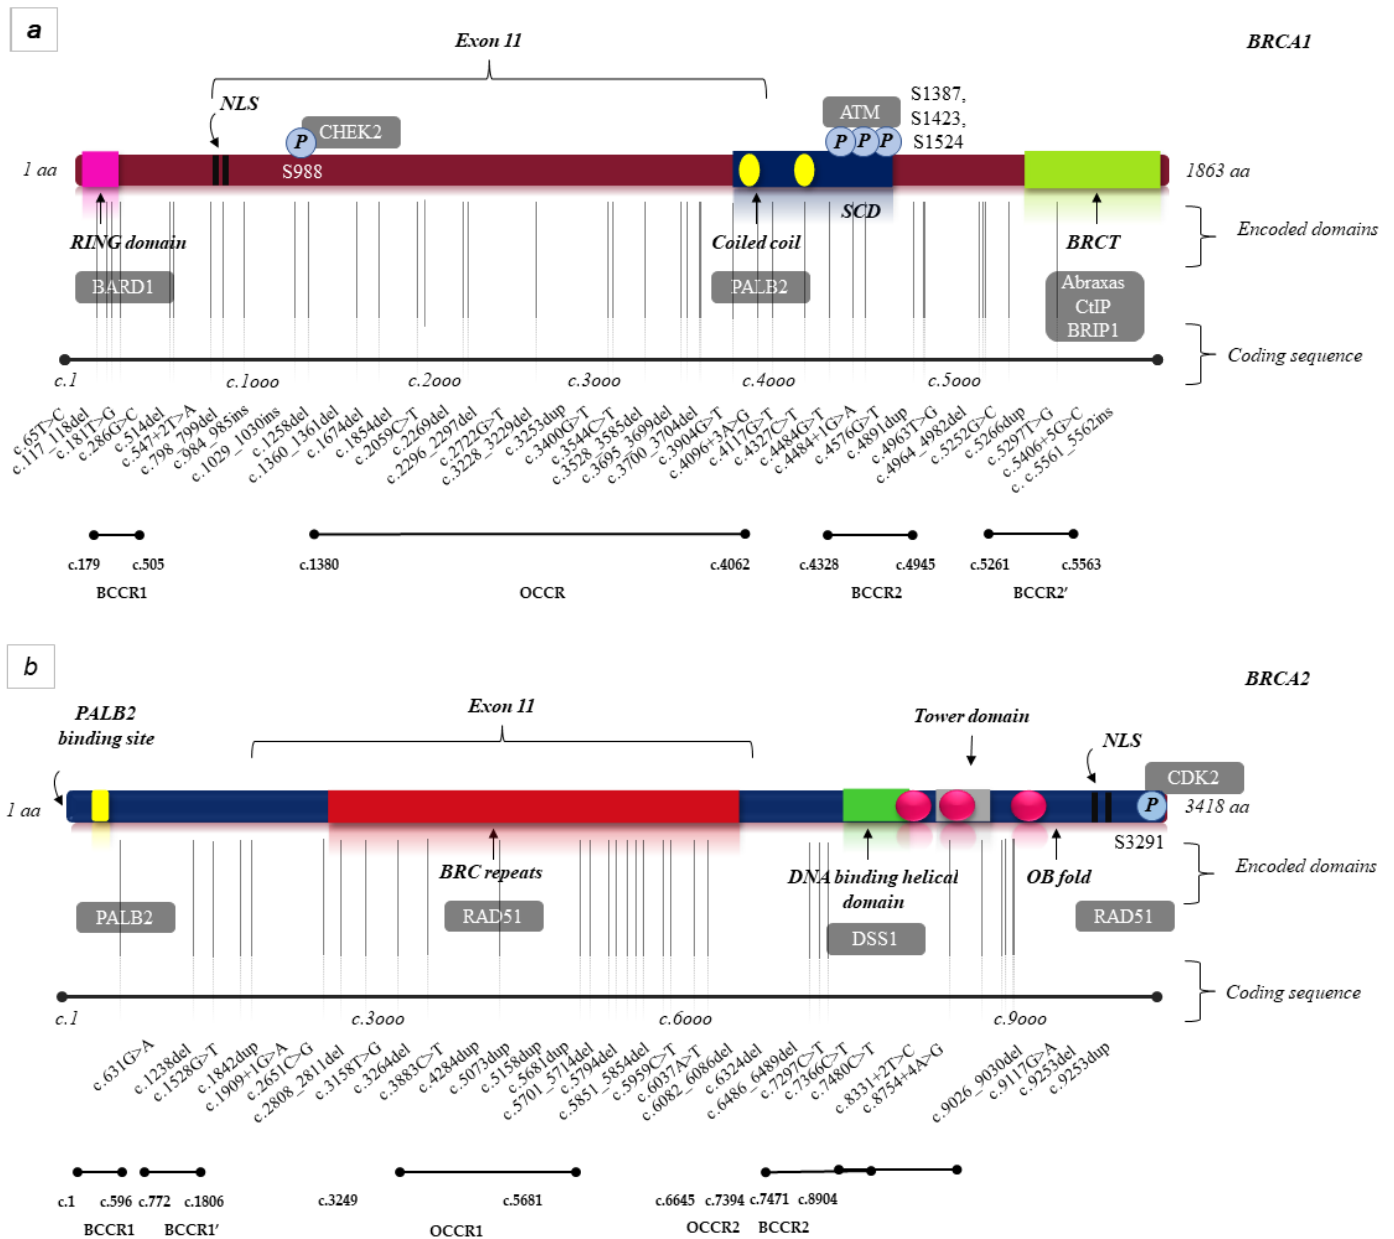 a
Exon 11
BRCA1
NLS
CHEK2
P
ATM
P P P
S1387,
S1423,
S1524
1 aa
S988
1863 aa
SCD
RING domain
Coiled coil
BRCT
Encoded domains
BARD1
PALB2
Abraxas
CtIP
BRIP1
Coding sequence
c.1
c.1000
c.2000
c.3000
c.4000
c.5000
c.65T>C
c.117_118del
c.181T>G
c.286G>C
c.514del
c.547+2T>A
c.798_799del
c.984_985ins
c.1029_1030ins
c.1258del
c.1360_1361del
c.1674del
c.1854del
c.2059C>T
c.2269del
c.2296_2297del
c.2722G>T
c.3228_3229del
c.3253dup
c.3400G>T
c.3544C>T
c.3528_3585del
c.3695_3699del
c.3700_3704del
c.3904G>T
c.4096+3A>G
c.4117G>T
c.4327C>T
c.4484G>T
c.4484+1G>A
c.4576G>T
c.4891dup
c.4963T>G
c.4964_4982del
c.5252G>C
c.5266dup
c.5297T>G
c.5406+5G>C
c. c.5561_5562ins
c.179
c.505
c.1380
c.4062
c.4328
c.4945
c.5261
c.5563
BCCR1
OCCR
BCCR2
BCCR2′
b
BRCA2
PALB2
binding site
Exon 11
Tower domain
NLS
CDK2
1 aa
P
3418 aa
S3291
BRC repeats
DNA binding helical
domain
OB fold
Encoded domains
PALB2
RAD51
DSS1
RAD51
Coding sequence
c.1
c.3000
c.6000
c.9000
c.631G>A
c.1238del
c.1528G>T
c.1842dup
c.1909+1G>A
c.2651C>G
c.2808_2811del
c.3158T>G
c.3264del
c.3883C>T
c.4284dup
c.5073dup
c.5158dup
c.5681dup
c.5701_5714del
c.5794del
c.5851_5854del
c.5959C>T
c.6037A>T
c.6082_6086del
c.6324del
c.6486_6489del
c.7297C>T
c.7366C>T
c.7480C>T
c.8331+2T>C
c.8754+4A>G
c.9026_9030del
c.9117G>A
c.9253del
c.9253dup
c.1
c.596
c.772
c.1806
c.3249
c.5681
c.6645
c.7394
c.7471
c.8904
BCCR1
BCCR1′
OCCR1
OCCR2
BCCR2